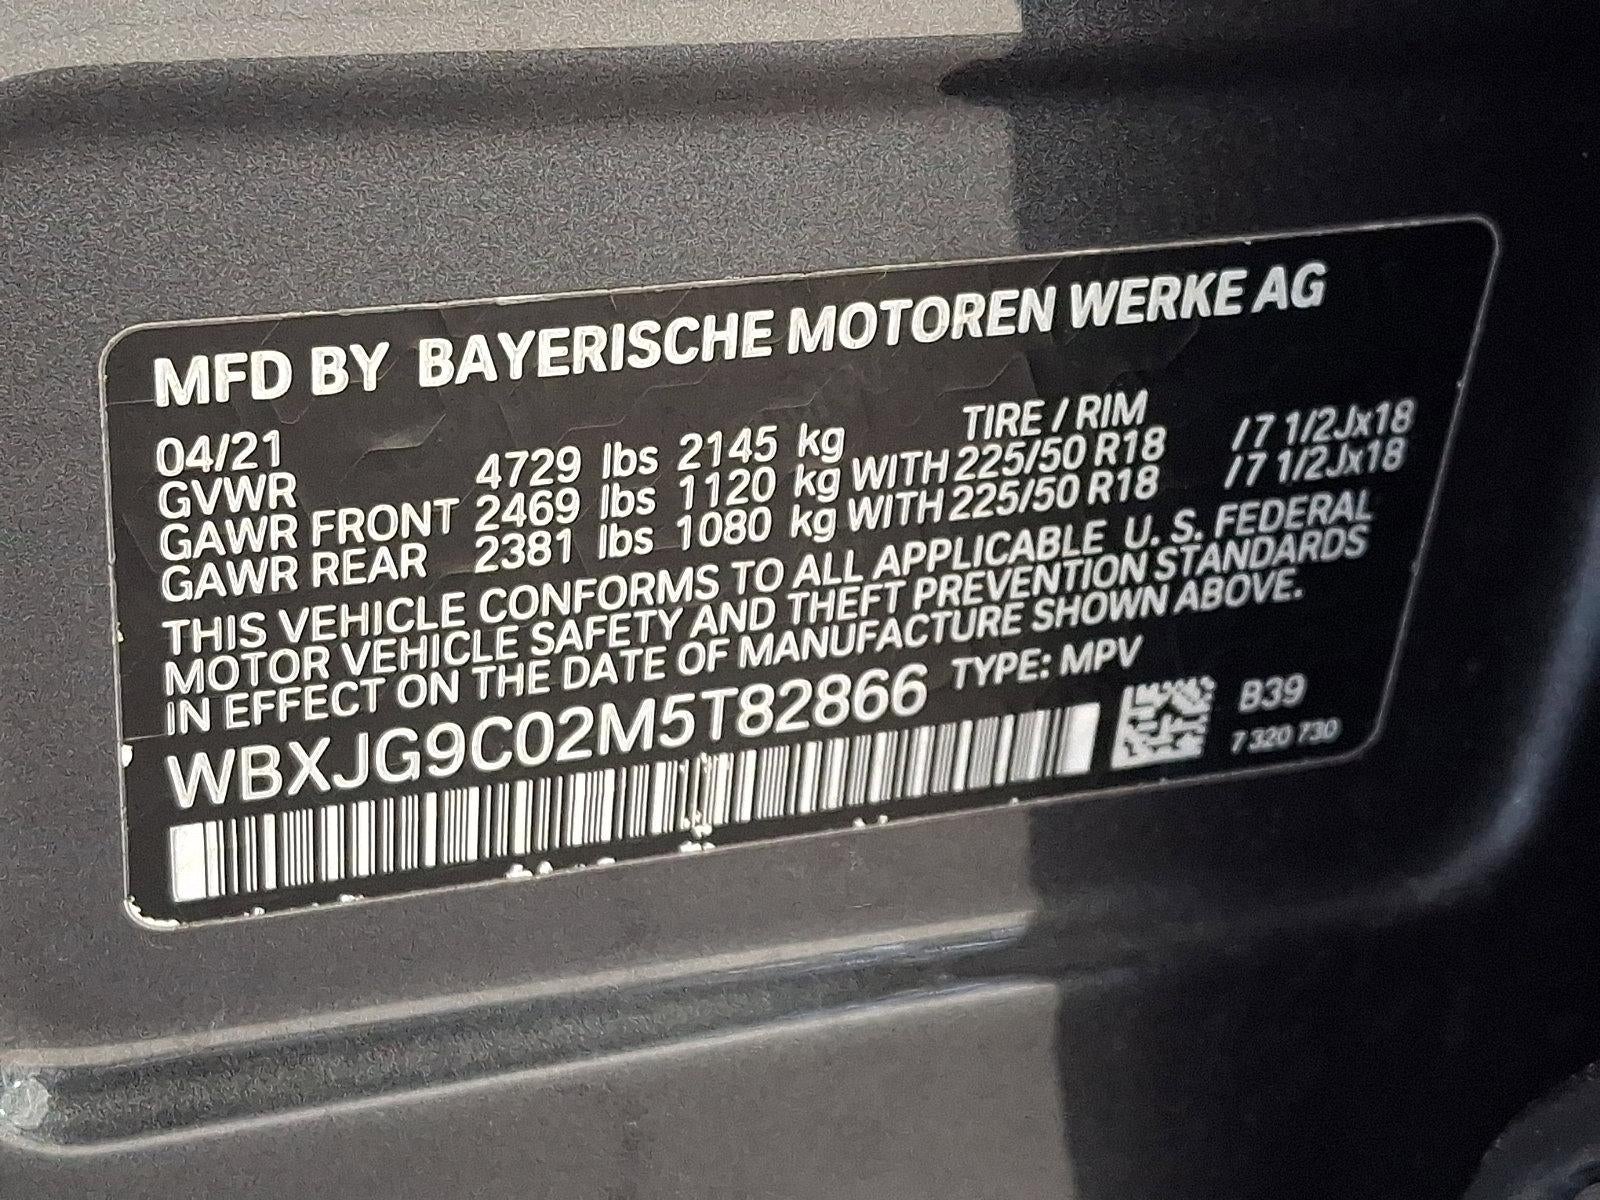 MFD BY BAYERISCHE MOTOREN WERKE AG
04/21 TIRE / RIM
GVWR 4729 lbs 2145 kg
GAWR FRONT 2469 lbs 1120 kg WITH 225/50 R18 /7 1/2Jx18
GAWR REAR 2381 lbs 1080 kg WITH 225/50 R18 /7 1/2Jx18
THIS VEHICLE CONFORMS TO ALL APPLICABLE U. S. FEDERAL
MOTOR VEHICLE SAFETY AND THEFT PREVENTION STANDARDS
IN EFFECT ON THE DATE OF MANUFACTURE SHOWN ABOVE.
WBXJG9C02M5T82866 TYPE: MPV
B39
7 320 730